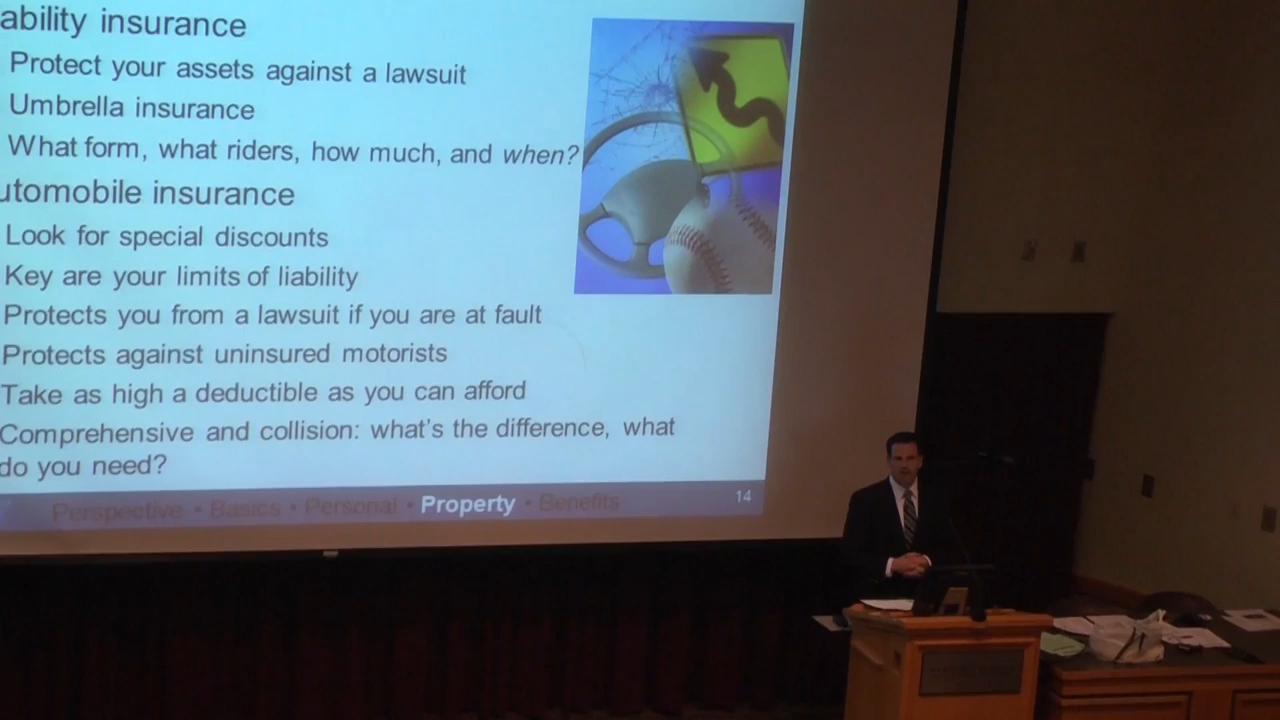 ability insurance
Protect your assets against a lawsuit
Umbrella insurance
What form, what riders, how much, and when?
utomobile insurance
Look for special discounts
Key are your limits of liability
Protects you from a lawsuit if you are at fault
Protects against uninsured motorists
Take as high a deductible as you can afford
Comprehensive and collision: what's the difference, what
do you need?
Perspective • Basics • Personal • Property • Benefits
14